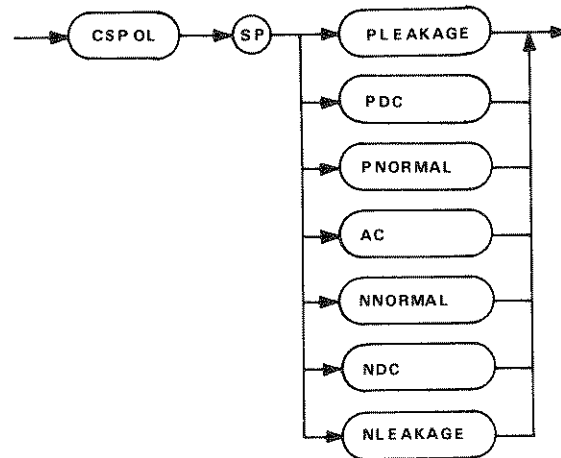 CSPOL SP PLEAKAGE
PDC
PNORMAL
AC
NNORMAL
NDC
NLEAKAGE